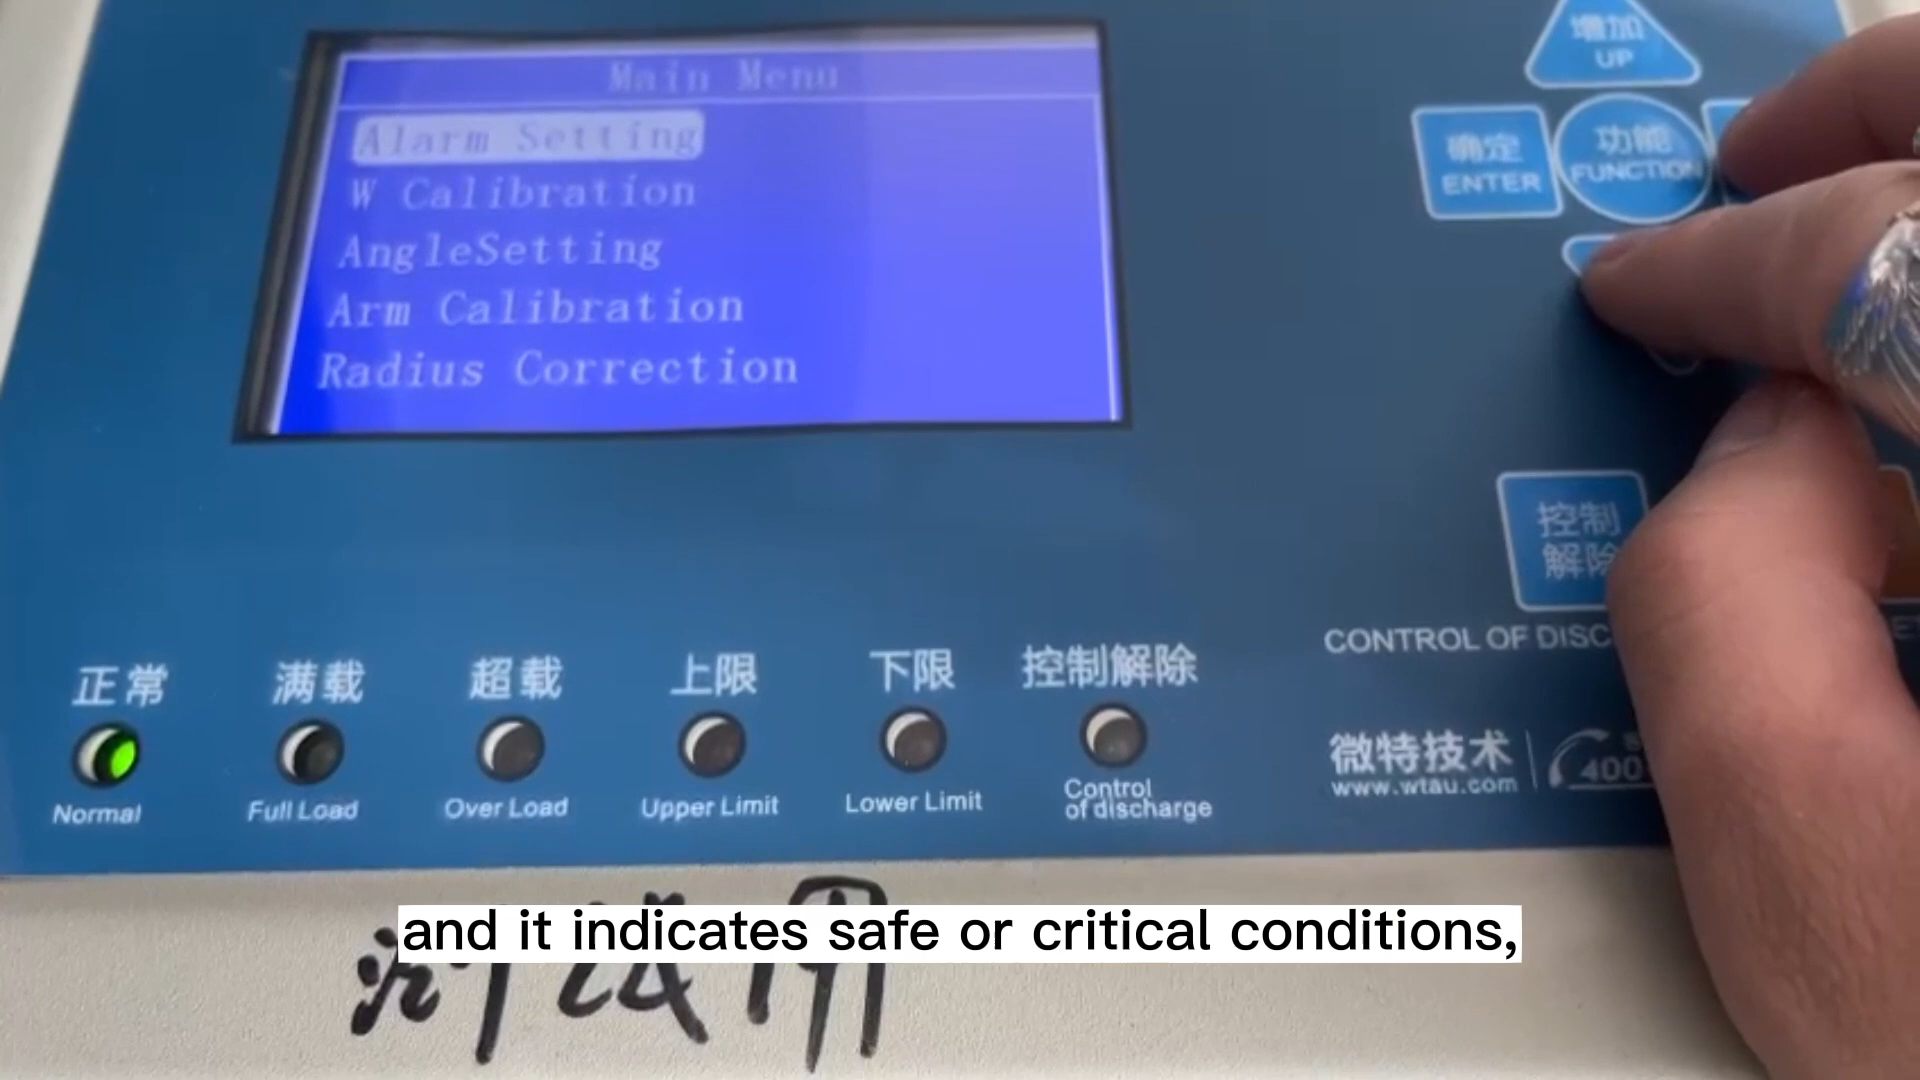 Main Menu
Alarm Setting
W Calibration
AngleSetting
Arm Calibration
Radius Correction
增加
UP
确定
ENTER
功能
FUNCTION
控制
解除
CONTROL OF DISC
正常
满载
超载
上限
下限
控制解除
Normal
Full Load
Over Load
Upper Limit
Lower Limit
Control
of discharge
微特技术
www.wtau.com
400
and it indicates safe or critical conditions,